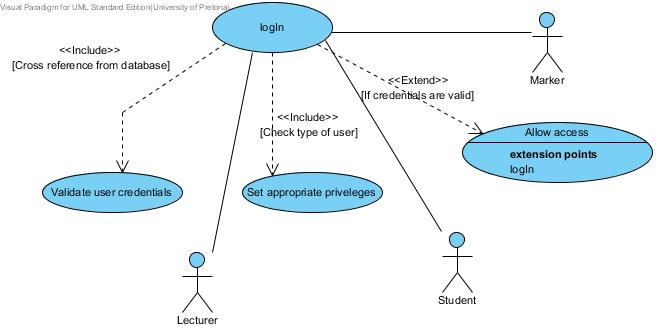 Visual Paradigm for UML Standard Edition(University of Pretoria)
logIn
<<Include>>
[Cross reference from database]
Marker
<<Extend>>
[If credentials are valid]
<<Include>>
[Check type of user]
Allow access
extension points
logIn
Validate user credentials
Set appropriate priveleges
Student
Lecturer